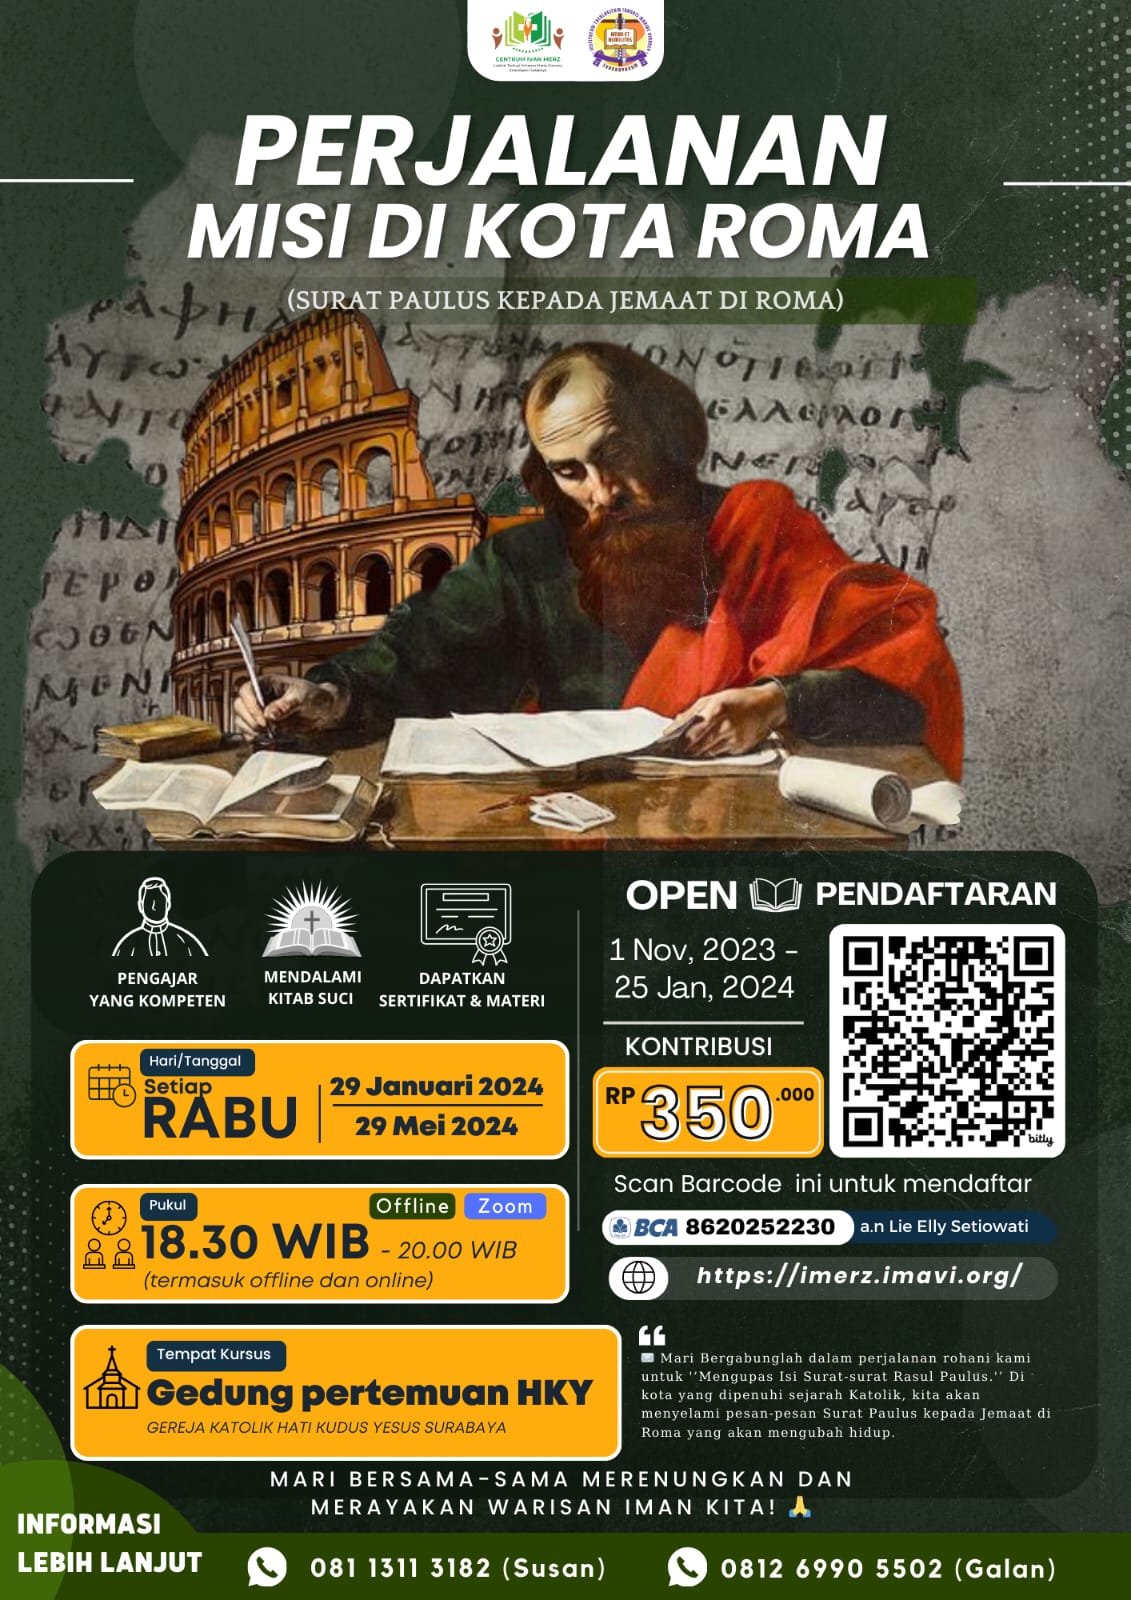 CENTRUM IVAN MERZ
PERJALANAN
MISI DI KOTA ROMA
(SURAT PAULUS KEPADA JEMAAT DI ROMA)
PENGAJAR
YANG KOMPETEN
MENDALAMI
KITAB SUCI
DAPATKAN
SERTIFIKAT & MATERI
OPEN PENDAFTARAN
1 Nov, 2023 -
25 Jan, 2024
KONTRIBUSI
RP 350.000
bitly
Scan Barcode ini untuk mendaftar
BCA 8620252230 a.n Lie Elly Setiowati
https://imerz.imavi.org/
Hari/Tanggal
Setiap
RABU
29 Januari 2024
29 Mei 2024
Pukul
Offline Zoom
18.30 WIB - 20.00 WIB
(termasuk offline dan online)
Tempat Kursus
Gedung pertemuan HKY
GEREJA KATOLIK HATI KUDUS YESUS SURABAYA
Mari Bergabunglah dalam perjalanan rohani kami
untuk ''Mengupas Isi Surat-surat Rasul Paulus.'' Di
kota yang dipenuhi sejarah Katolik, kita akan
menyelami pesan-pesan Surat Paulus kepada Jemaat di
Roma yang akan mengubah hidup.
MARI BERSAMA-SAMA MERENUNGKAN DAN
MERAYAKAN WARISAN IMAN KITA! 🙏
INFORMASI
LEBIH LANJUT
081 1311 3182 (Susan)
0812 6990 5502 (Galan)